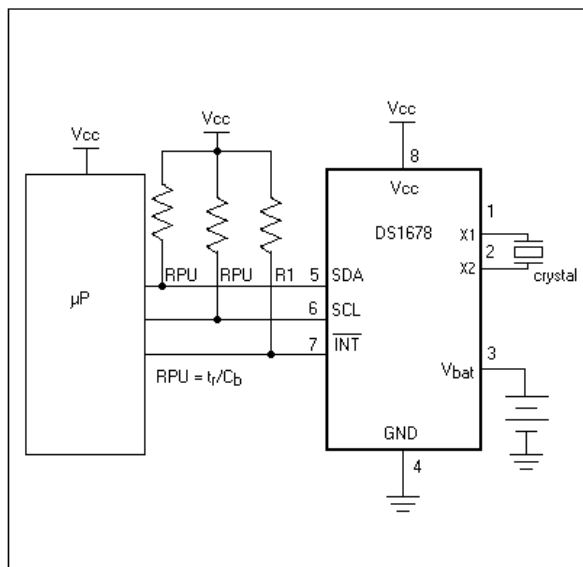 Vcc
Vcc
Vcc
8
Vcc
DS1678
1
X1
2
X2
crystal
µP
RPU
RPU
R1
5
SDA
6
SCL
7
INT
RPU = tr/Cb
3
Vbat
GND
4